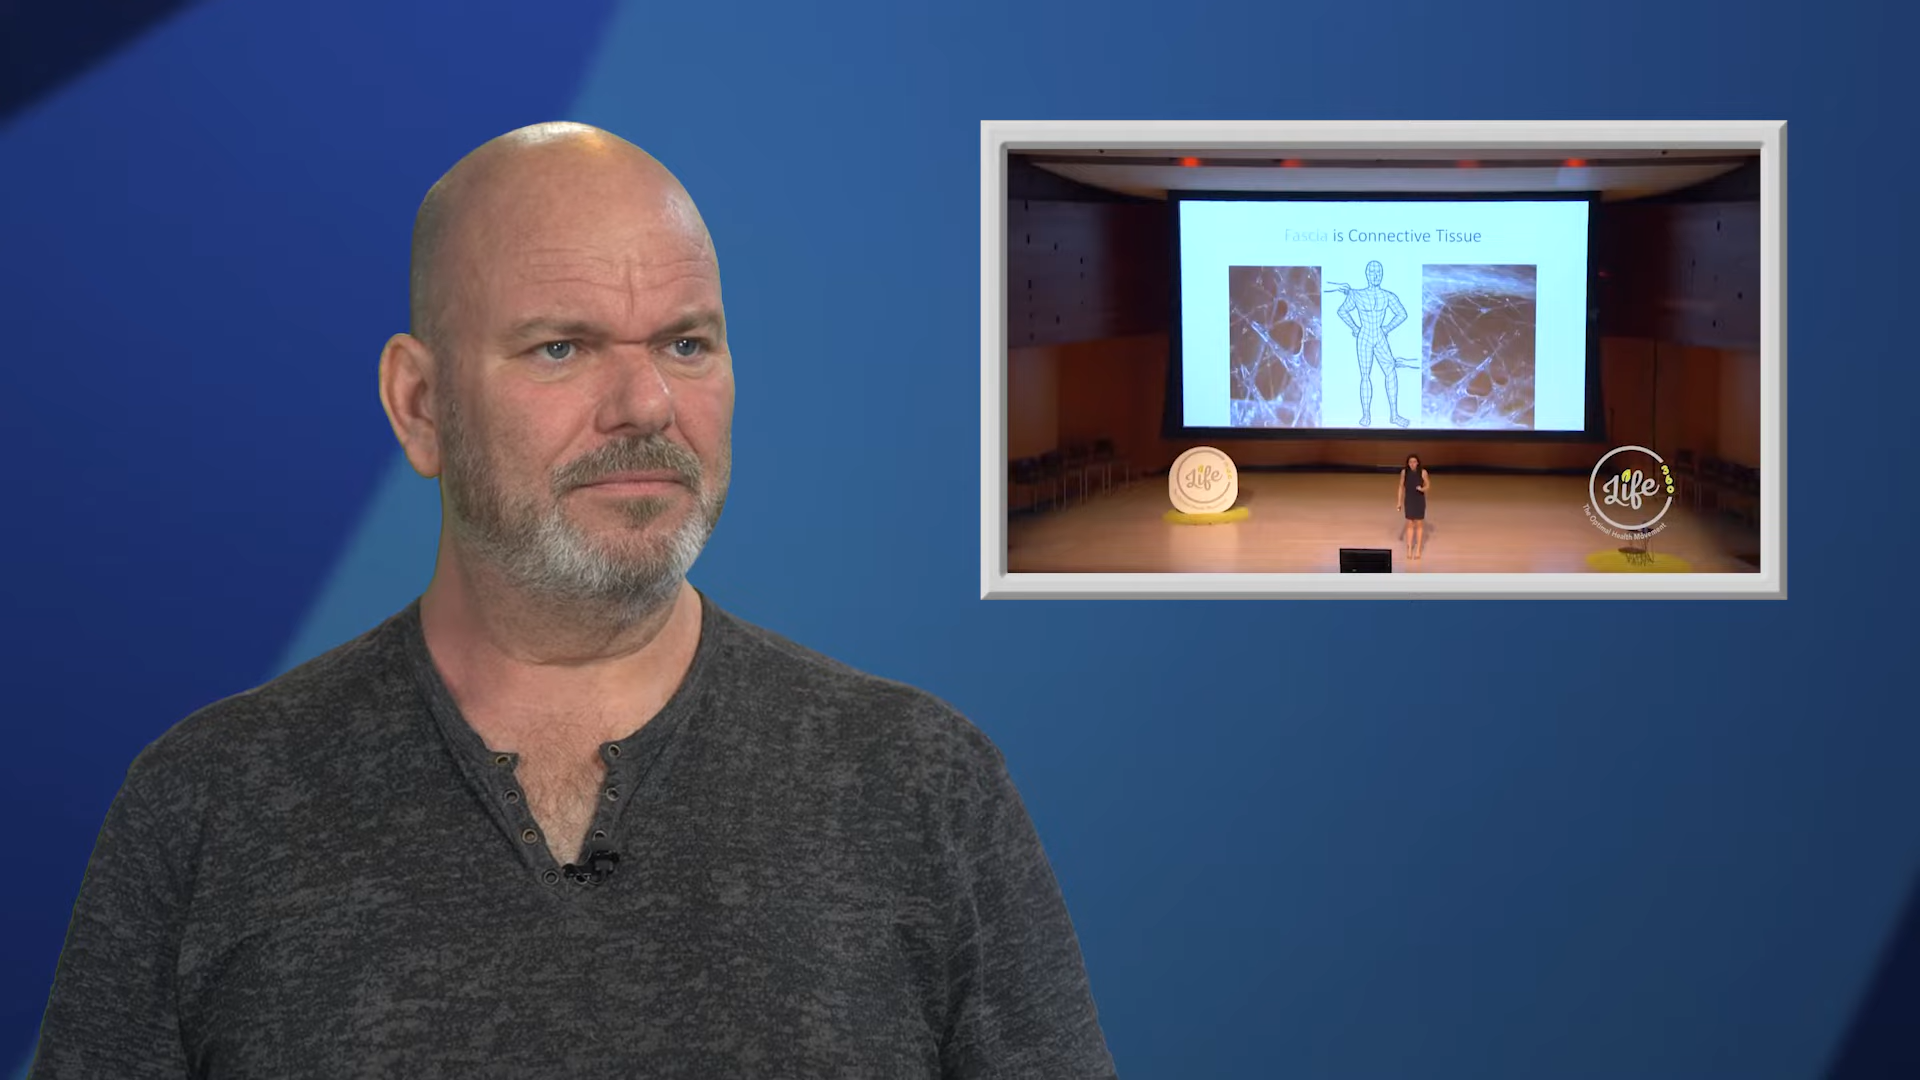 Fascia is Connective Tissue
Life
Life
360
The Optimal Health Movement